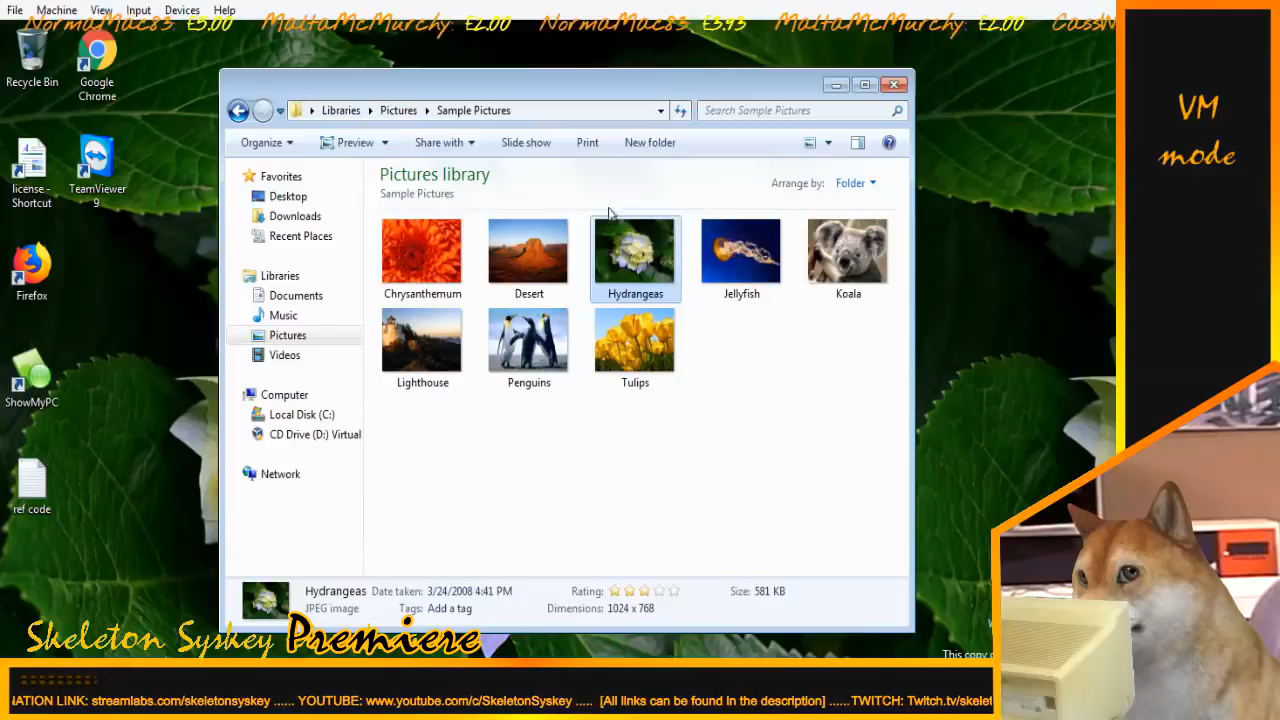 File Machine View Input Devices Help
NormaMac83: £5.00 MaltaMcMurchy: £2.00 NormaMac83: £3.93 MaltaMcMurchy: £2.00
VM
mode
Recycle Bin
Google
Chrome
license -
Shortcut
TeamViewer
9
Firefox
ShowMyPC
ref code
Libraries Pictures Sample Pictures
Search Sample Pictures
Organize Preview Share with Slide show Print New folder
Favorites
Desktop
Downloads
Recent Places
Libraries
Documents
Music
Pictures
Videos
Computer
Local Disk (C:)
CD Drive (D:) Virtual
Network
Pictures library
Sample Pictures
Arrange by: Folder
Chrysanthemum Desert Hydrangeas Jellyfish Koala
Lighthouse Penguins Tulips
Hydrangeas Date taken: 3/24/2008 4:41 PM Rating: Size: 581 KB
JPEG image Tags: Add a tag Dimensions: 1024 x 768
Skeleton Syskey Premiere
This copy
NATION LINK: streamlabs.com/skeletonsyskey ...... YOUTUBE: www.youtube.com/c/SkeletonSyskey ..... [All links can be found in the description] ...... TWITCH: Twitch.tv/skelet